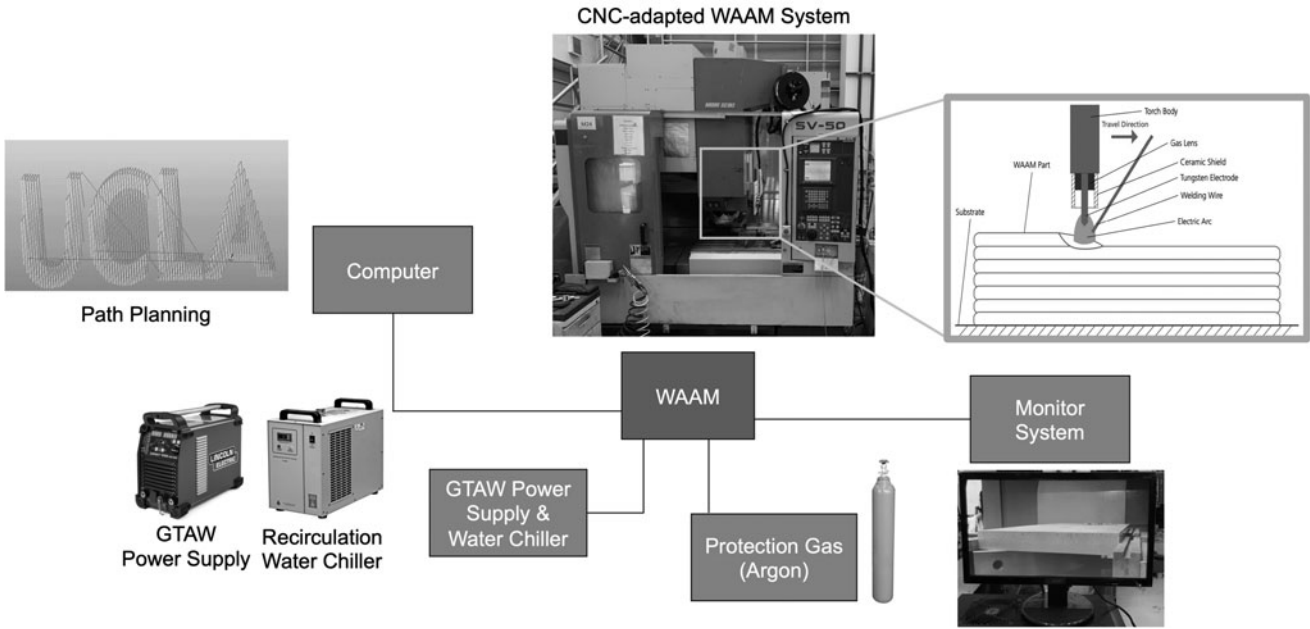 CNC-adapted WAAM System
SV-50
Torch Body
Travel Direction
Gas Lens
WAAM Part
Ceramic Shield
Tungsten Electrode
Substrate
Welding Wire
Electric Arc
UCLA
Path Planning
Computer
WAAM
Monitor
System
LINCOLN
ELECTRIC
GTAW
Power Supply
Recirculation
Water Chiller
GTAW Power
Supply &
Water Chiller
Protection Gas
(Argon)